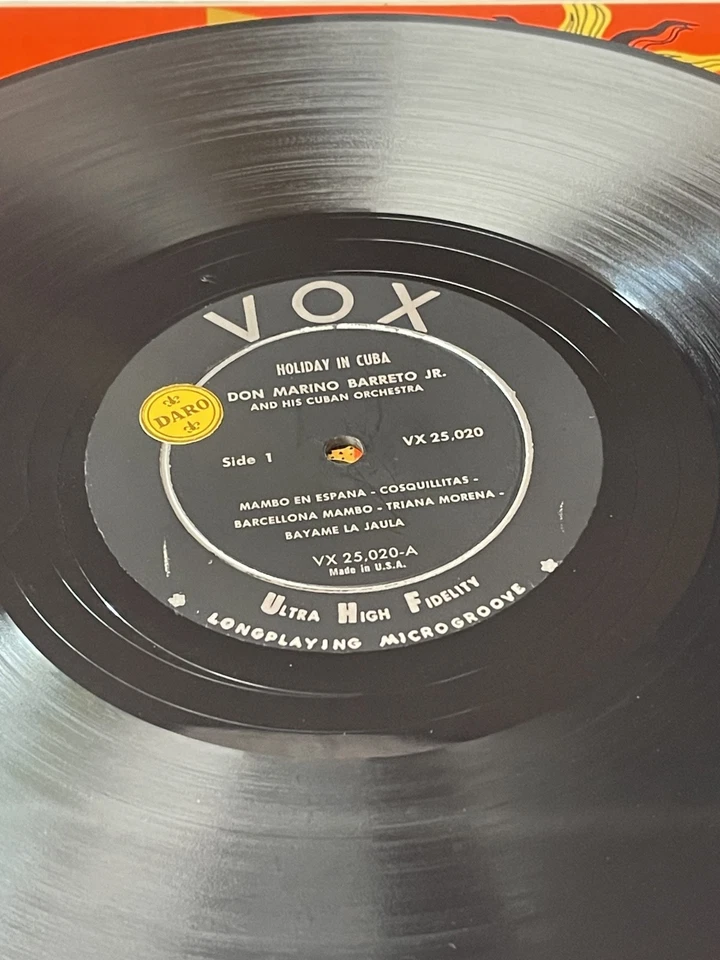 VOX
HOLIDAY IN CUBA
DON MARINO BARRETO JR.
AND HIS CUBAN ORCHESTRA
DARO
Side 1
VX 25,020
MAMBO EN ESPANA - COSQUILLITAS -
BARCELLONA MAMBO - TRIANA MORENA -
BAYAME LA JAULA
VX 25,020-A
Made in U.S.A.
ULTRA HIGH FIDELITY
LONGPLAYING MICROGROOVE